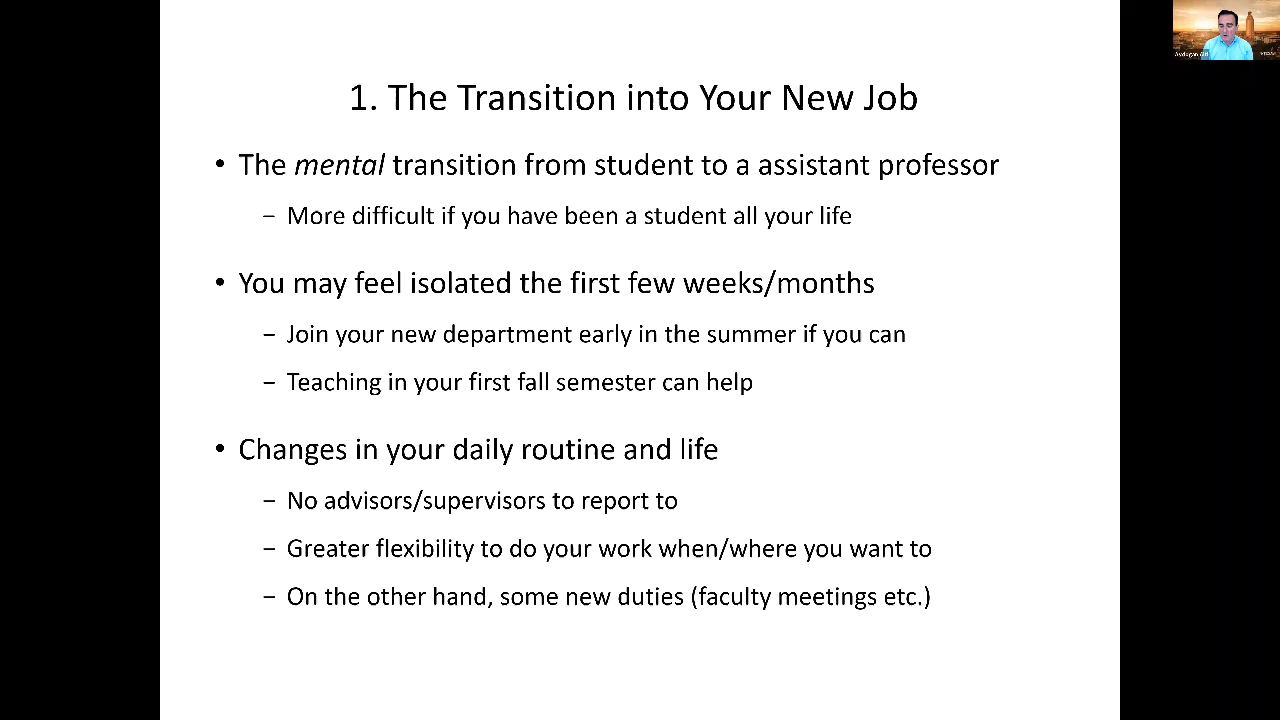 1. The Transition into Your New Job
• The mental transition from student to a assistant professor
– More difficult if you have been a student all your life
• You may feel isolated the first few weeks/months
– Join your new department early in the summer if you can
– Teaching in your first fall semester can help
• Changes in your daily routine and life
– No advisors/supervisors to report to
– Greater flexibility to do your work when/where you want to
– On the other hand, some new duties (faculty meetings etc.)